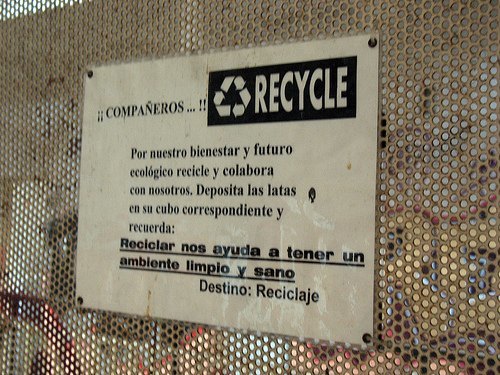 ¡¡ COMPAÑEROS ... !! RECYCLE
Por nuestro bienestar y futuro
ecológico recicle y colabora
con nosotros. Deposita las latas
en su cubo correspondiente y
recuerda:
Reciclar nos ayuda a tener un
ambiente limpio y sano
Destino: Reciclaje